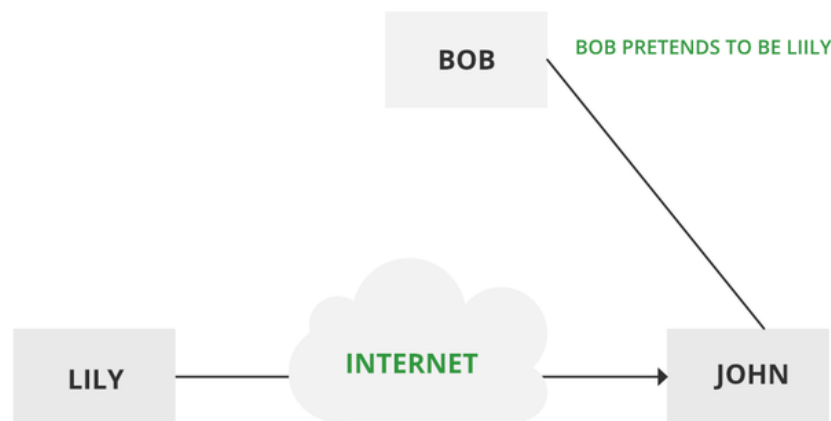 BOB
BOB PRETENDS TO BE LIILY
INTERNET
LILY
JOHN